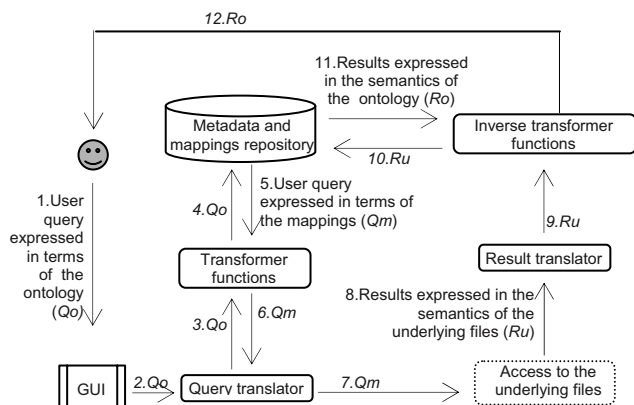 12.Ro
11.Results expressed
in the semantics of
the ontology (Ro)
Metadata and
mappings repository
Inverse transformer
functions
10.Ru
1.User
query
expressed
in terms
of the
ontology
(Qo)
4.Qo
5.User query
expressed in terms of
the mappings (Qm)
9.Ru
Transformer
functions
Result translator
3.Qo
6.Qm
8.Results expressed in the
semantics of the
underlying files (Ru)
GUI
2.Qo
Query translator
7.Qm
Access to the
underlying files